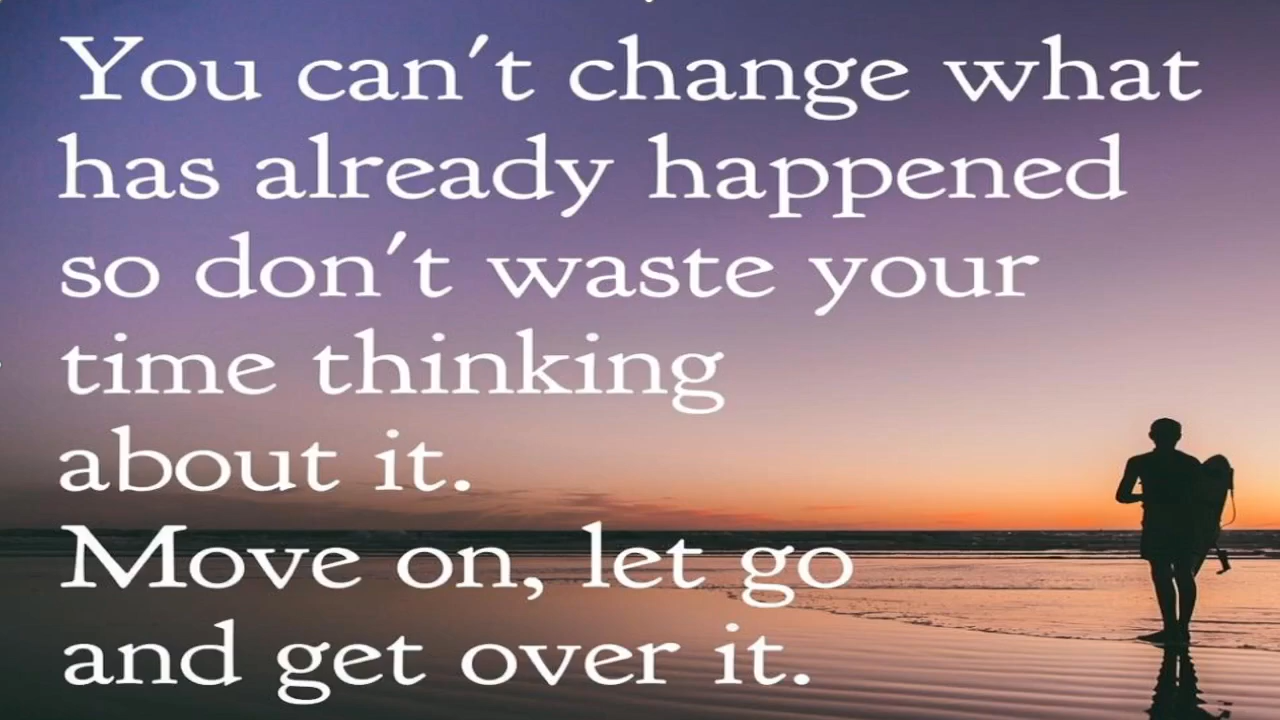 You can't change what
has already happened
so don't waste your
time thinking
about it.
Move on, let go
and get over it.